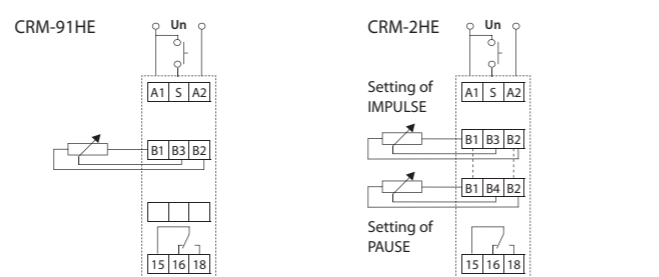 CRM-91HE
Un
A1 S A2
B1 B3 B2
15 16 18
CRM-2HE
Un
Setting of
IMPULSE
A1 S A2
B1 B3 B2
B1 B4 B2
Setting of
PAUSE
15 16 18